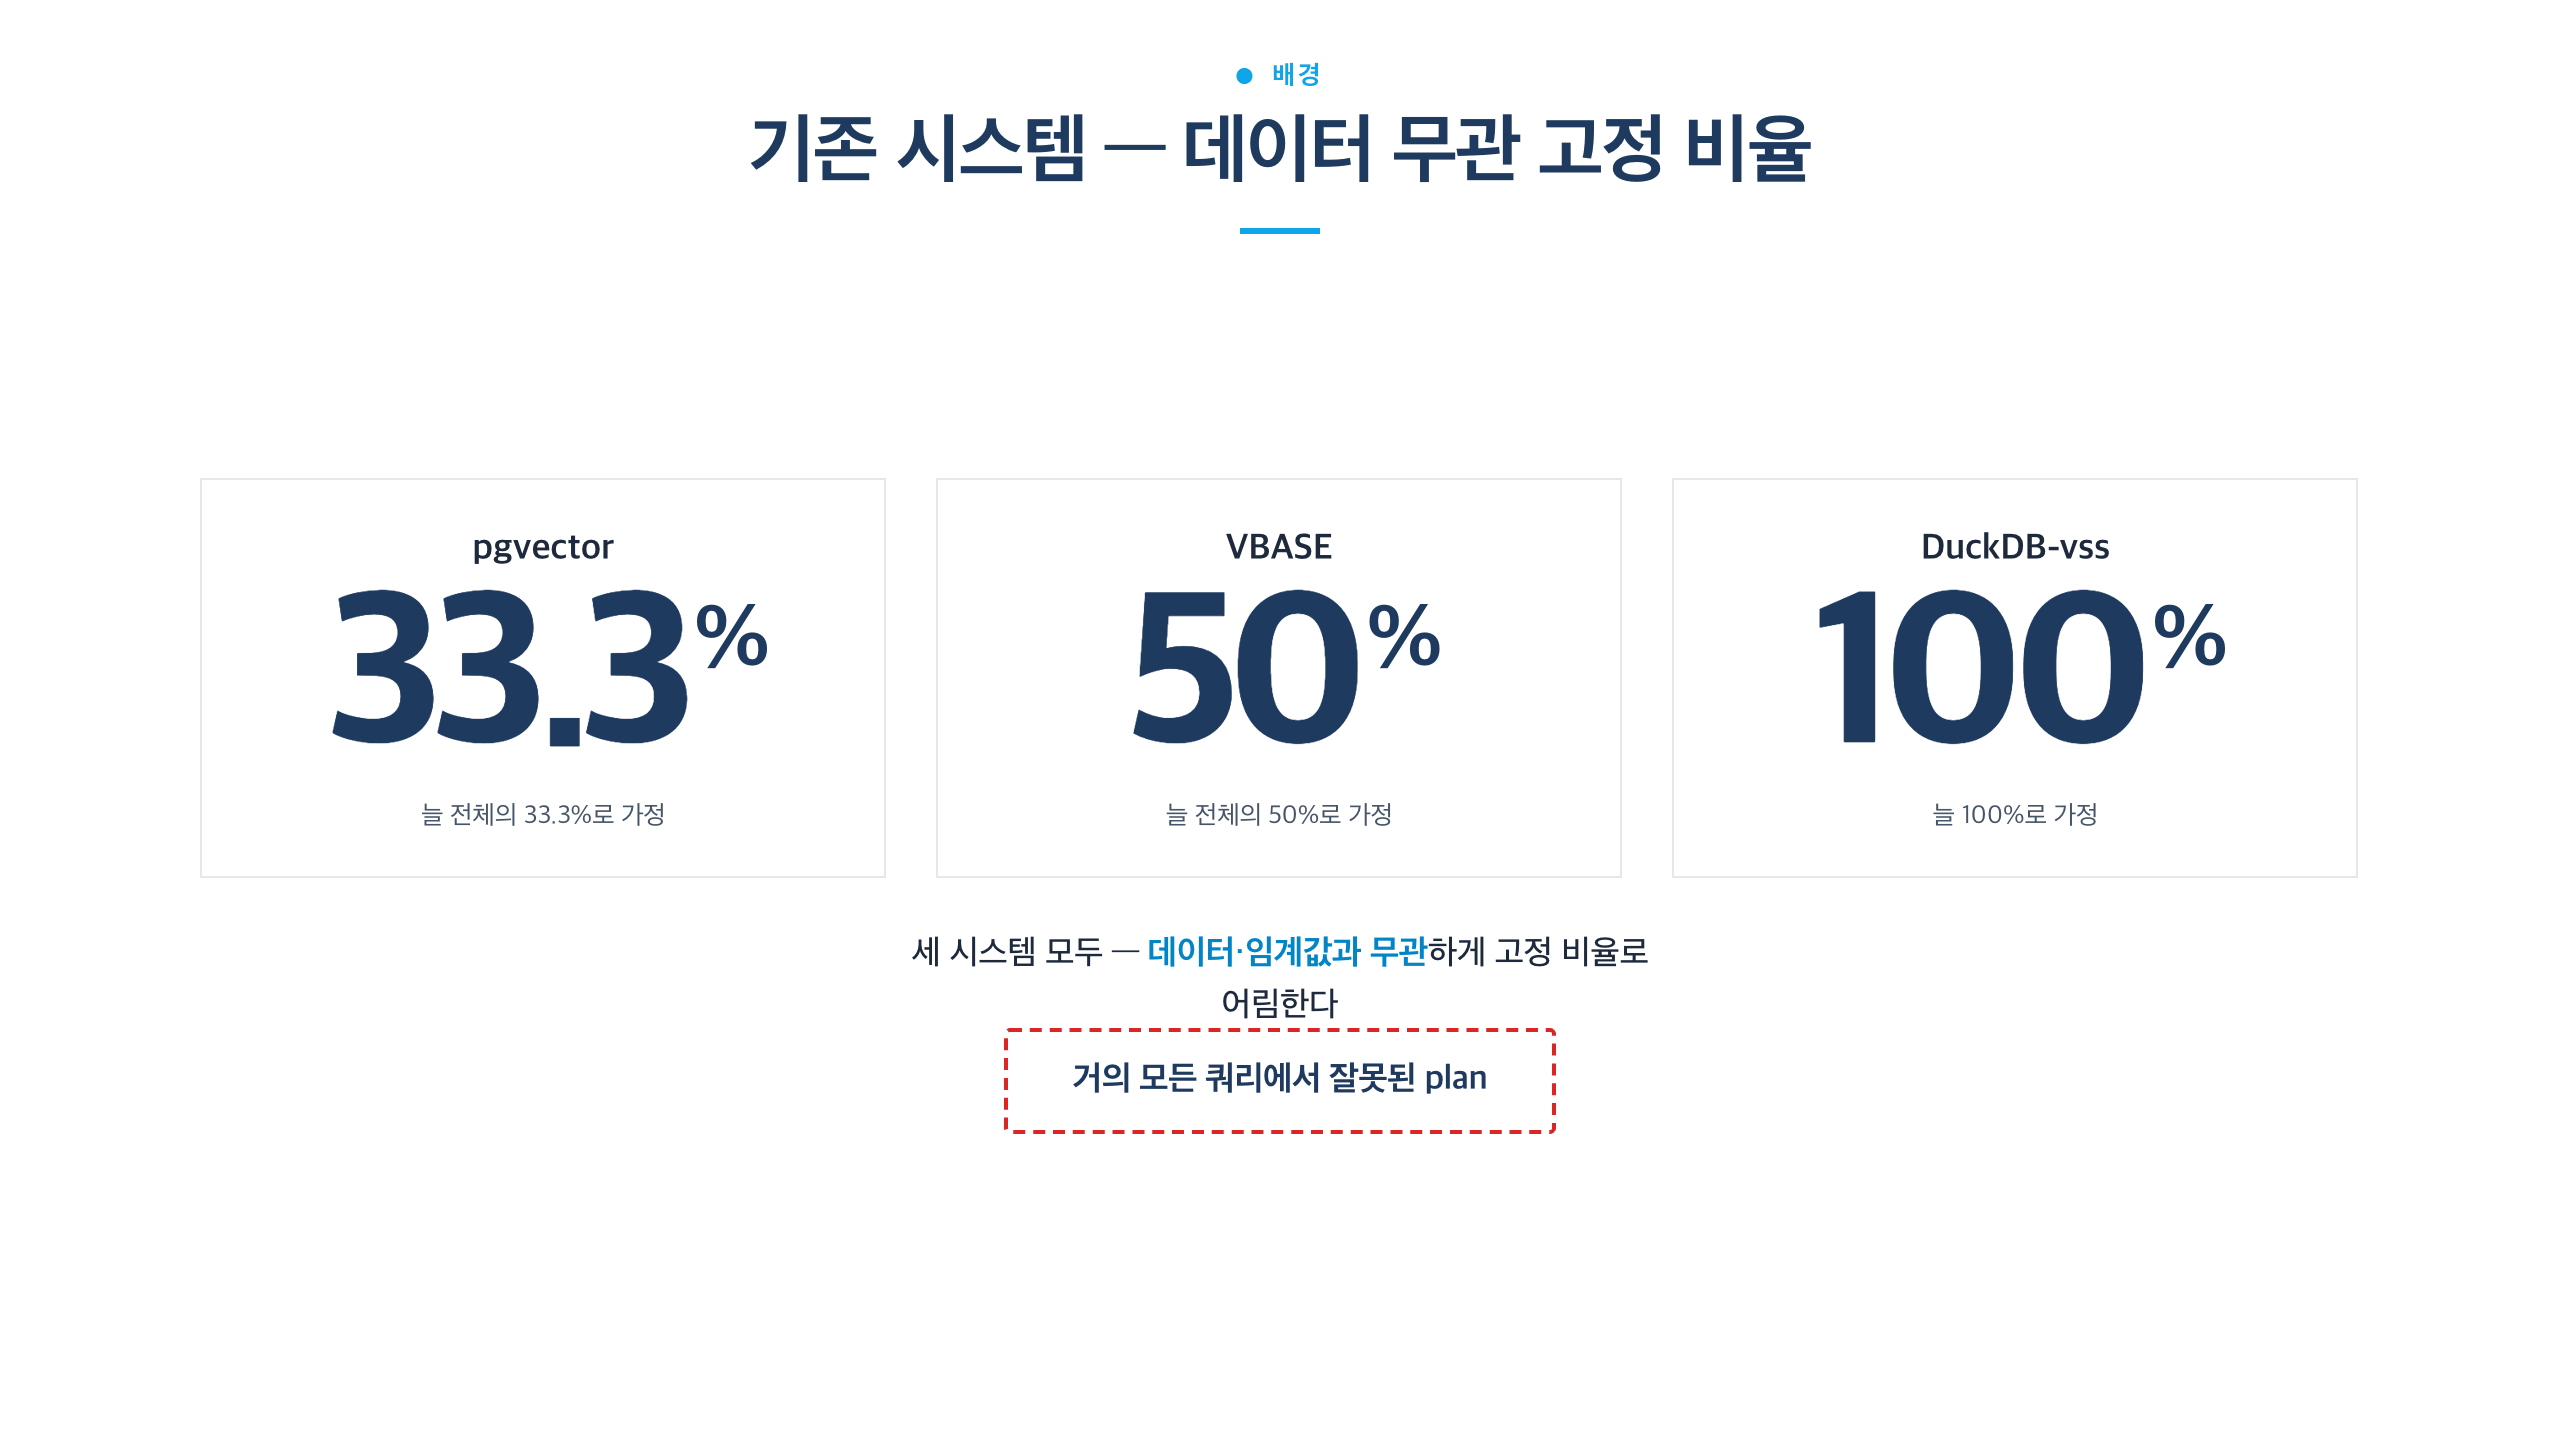 배경
기존 시스템 — 데이터 무관 고정 비율
pgvector
33.3%
늘 전체의 33.3%로 가정
VBASE
50%
늘 전체의 50%로 가정
DuckDB-vss
100%
늘 100%로 가정
세 시스템 모두 — 데이터·임계값과 무관하게 고정 비율로
어림한다
거의 모든 쿼리에서 잘못된 plan